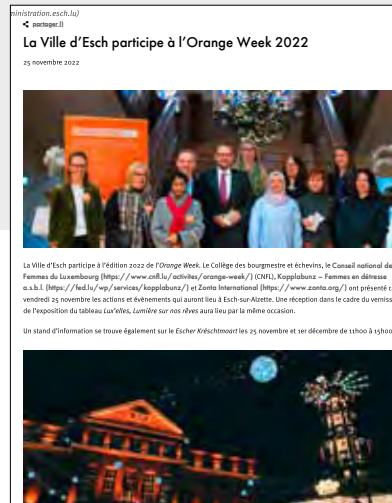 ministration.esch.lu)
partager ()
La Ville d'Esch participe à l'Orange Week 2022
25 novembre 2022
La Ville d'Esch participe à l'édition 2022 de l'Orange Week. Le Collège des bourgmestre et échevins, le Conseil national de
Femmes du Luxembourg (https://www.cnfl.lu/activites/orange-week/) (CNFL), Kopplabunz – Femmes en détresse
a.s.b.l. (https://fed.lu/wp/services/kopplabunz/) et Zonta International (https://www.zonta.org/) ont présenté c
vendredi 25 novembre les actions et évènements qui auront lieu à Esch-sur-Alzette. Une réception dans le cadre du verniss
de l'exposition du tableau Lux'elles, Lumière sur nos rêves aura lieu par la même occasion.
Un stand d'information se trouve également sur le Escher Krëschtmoart les 25 novembre et 1er décembre de 11h00 à 15h00